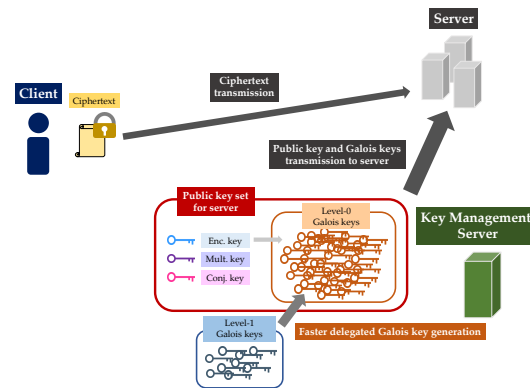 Server
Client
Ciphertext
Ciphertext
transmission
Public key and Galois keys
transmission to server
Public key set
for server
Level-0
Galois keys
Enc. key
Mult. key
Conj. key
Key Management
Server
Level-1
Galois keys
Faster delegated Galois key generation